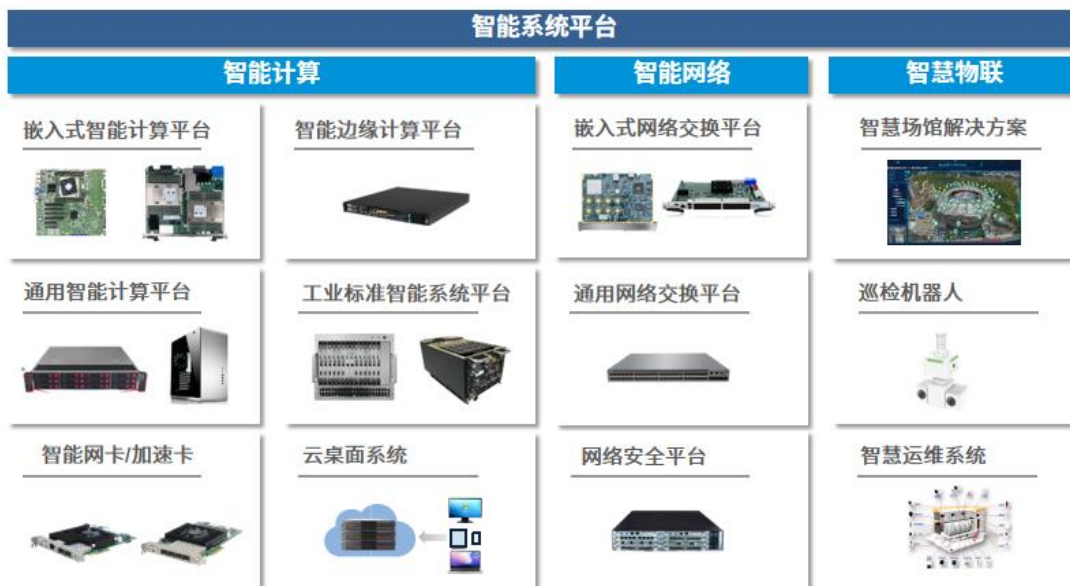 智能系统平台
智能计算
智能网络
智慧物联
嵌入式智能计算平台
智能边缘计算平台
嵌入式网络交换平台
智慧场馆解决方案
通用智能计算平台
工业标准智能系统平台
通用网络交换平台
巡检机器人
智能网卡/加速卡
云桌面系统
网络安全平台
智慧运维系统